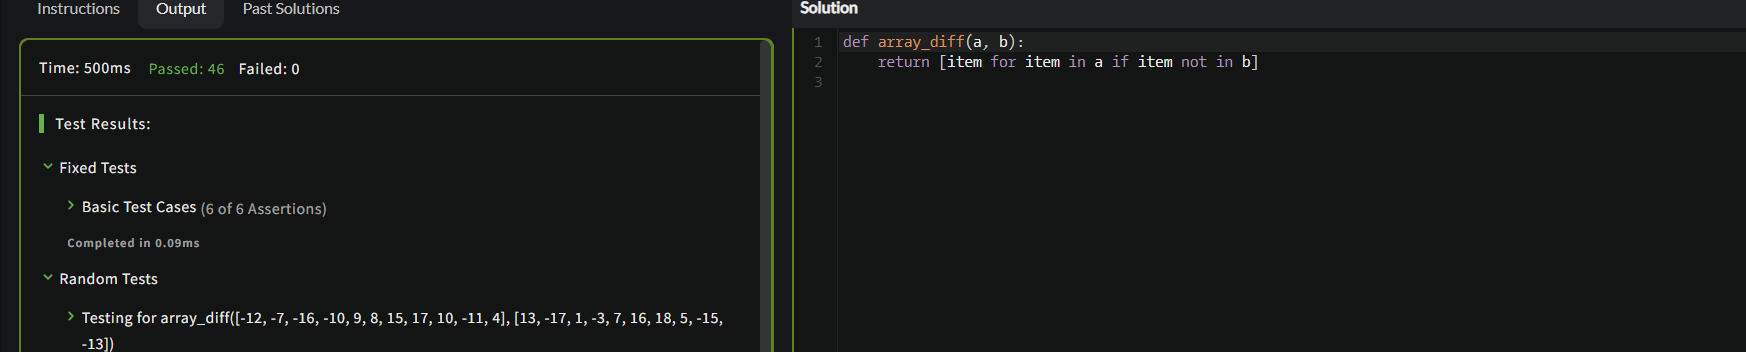 Instructions Output Past Solutions
Time: 500ms Passed: 46 Failed: 0
Test Results:
Fixed Tests
Basic Test Cases (6 of 6 Assertions)
Completed in 0.09ms
Random Tests
Testing for array_diff([-12, -7, -16, -10, 9, 8, 15, 17, 10, -11, 4], [13, -17, 1, -3, 7, 16, 18, 5, -15,
-13])
Solution
1 def array_diff(a, b):
2     return [item for item in a if item not in b]
3